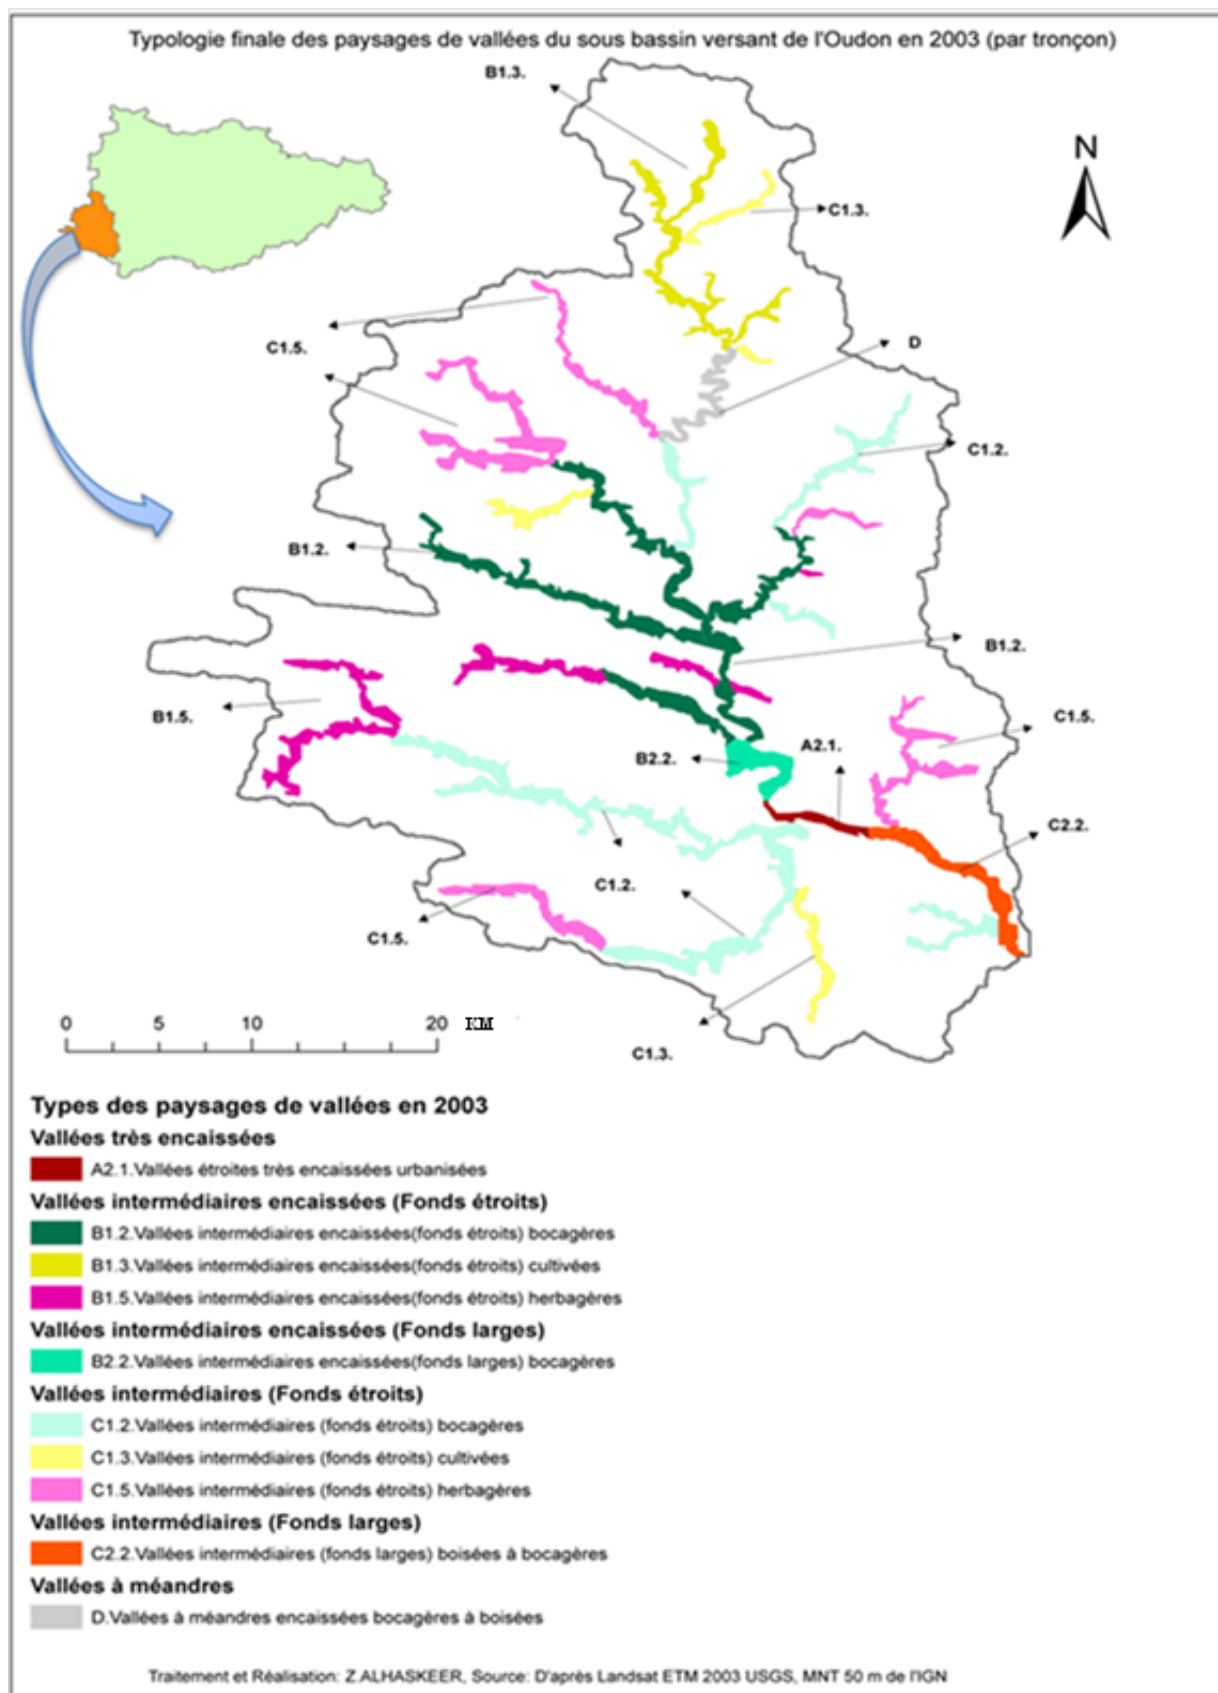 Typologie finale des paysages de vallées du sous bassin versant de l'Oudon en 2003 (par tronçon)
B1.3.
N
C1.3.
C1.5.
D
C1.2.
B1.2.
B1.2.
B1.5.
C1.5.
A2.1.
B2.2.
C2.2.
C1.2.
C1.5.
C1.3.
0 5 10 20 KM
Types des paysages de vallées en 2003
Vallées très encaissées
A2.1.Vallées étroites très encaissées urbanisées
Vallées intermédiaires encaissées (Fonds étroits)
B1.2.Vallées intermédiaires encaissées(fonds étroits) bocagères
B1.3.Vallées intermédiaires encaissées(fonds étroits) cultivées
B1.5.Vallées intermédiaires encaissées(fonds étroits) herbagères
Vallées intermédiaires encaissées (Fonds larges)
B2.2.Vallées intermédiaires encaissées(fonds larges) bocagères
Vallées intermédiaires (Fonds étroits)
C1.2.Vallées intermédiaires (fonds étroits) bocagères
C1.3.Vallées intermédiaires (fonds étroits) cultivées
C1.5.Vallées intermédiaires (fonds étroits) herbagères
Vallées intermédiaires (Fonds larges)
C2.2.Vallées intermédiaires (fonds larges) boisées à bocagères
Vallées à méandres
D.Vallées à méandres encaissées bocagères à boisées
Traitement et Réalisation: Z.ALHASKEER, Source: D'après Landsat ETM 2003 USGS, MNT 50 m de l'IGN